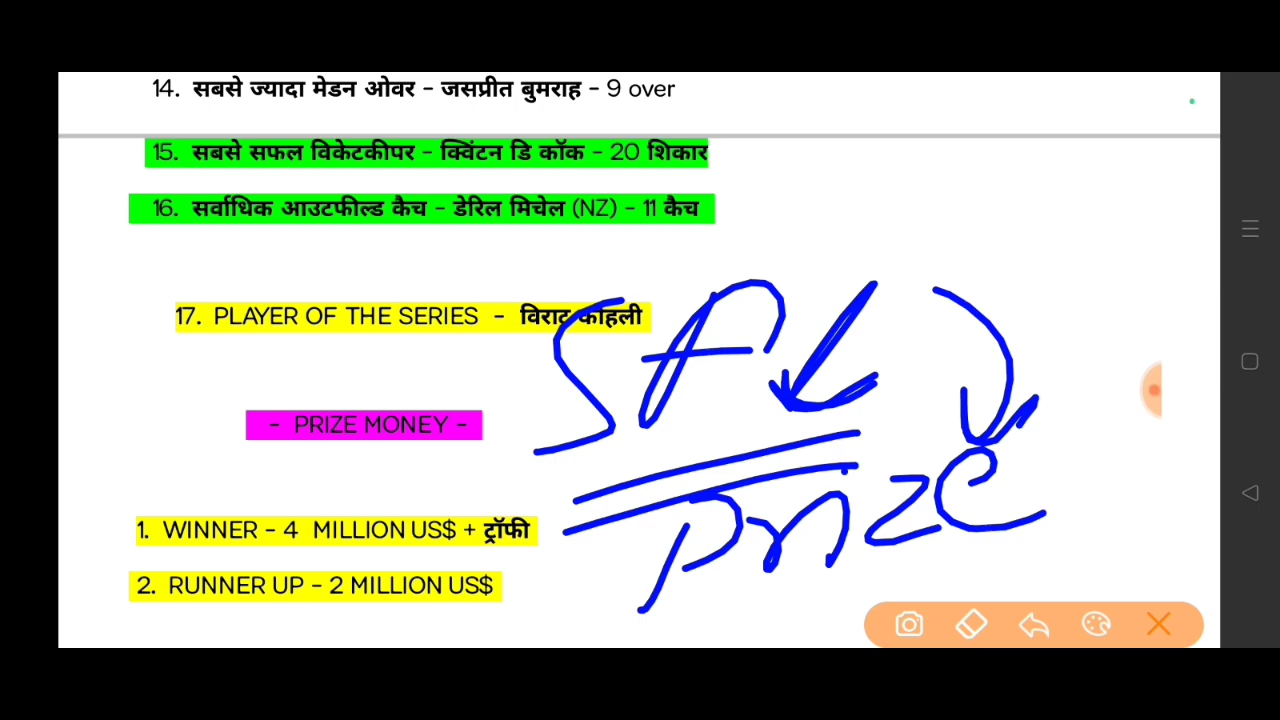 14. सबसे ज्यादा मेडन ओवर - जसप्रीत बुमराह - 9 over
15. सबसे सफल विकेटकीपर - क्विंटन डि कॉक - 20 शिकार
16. सर्वाधिक आउटफील्ड कैच - डेरिल मिचेल (NZ) - 11 कैच
17. PLAYER OF THE SERIES - विराट कोहली
- PRIZE MONEY -
prize
1. WINNER - 4 MILLION US$ + ट्रॉफी
2. RUNNER UP - 2 MILLION US$